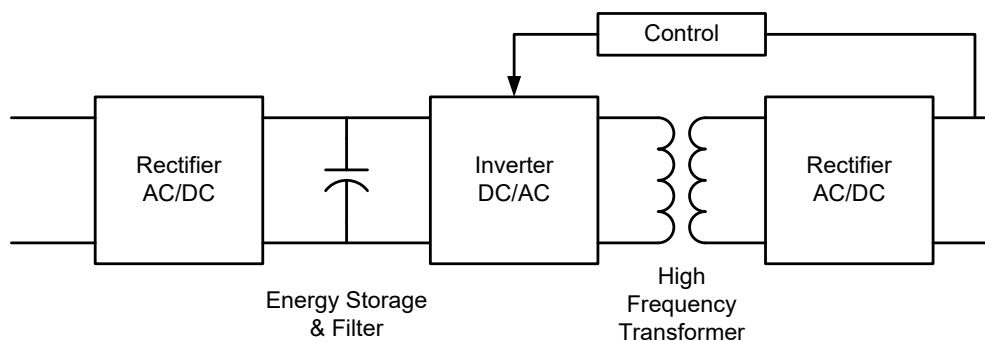 Control
Rectifier
AC/DC
Inverter
DC/AC
Rectifier
AC/DC
Energy Storage
& Filter
High
Frequency
Transformer